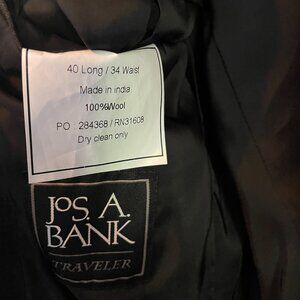 40 Long / 34 Waist
Made in india
100%Wool
PO : 284368 / RN31608
Dry clean only
JOS. A.
BANK
TRAVELER